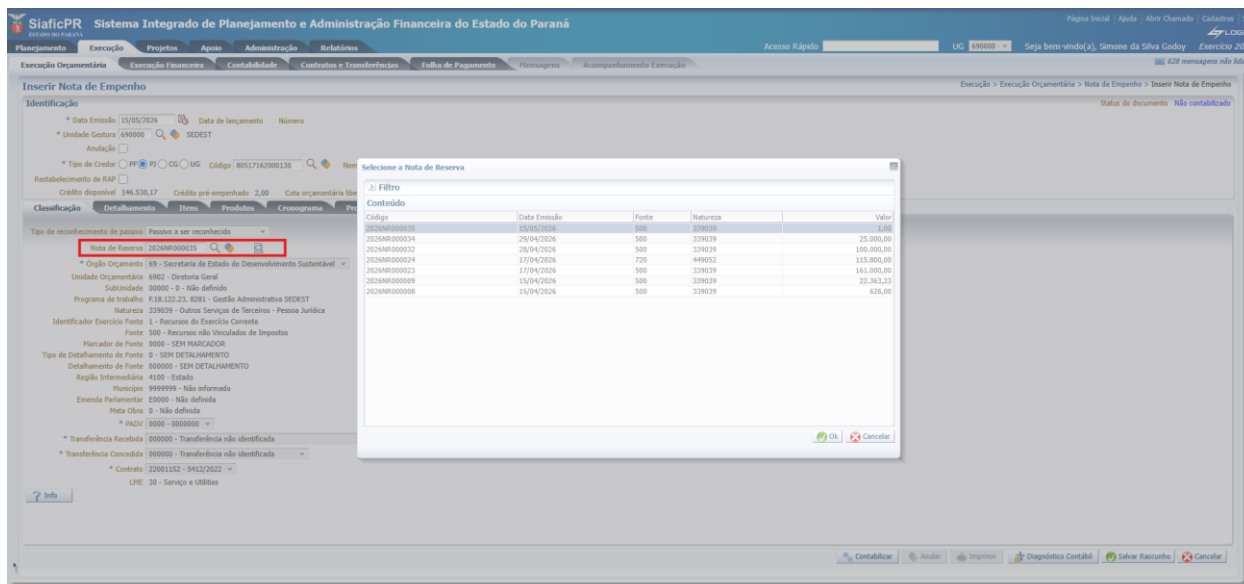 SiaficPR Sistema Integrado de Planejamento e Administração Financeira do Estado do Paraná
ESTADO DO PARANÁ
Página Inicial | Ajuda | Abrir Chamado | Cadastros |
LOG
Planejamento Execução Projetos Apoio Administração Relatórios Acesso Rápido UG 690000 - Seja bem-vindo(a), Simone da Silva Godoy Exercício 20
Execução Orçamentária Execução Financeira Contabilidade Contratos e Transferências Folha de Pagamento Mensagens Acompanhamento Execução 628 mensagens não lida
Inserir Nota de Empenho Execução > Execução Orçamentária > Nota de Empenho > Inserir Nota de Empenho
Identificação Status do documento Não contabilizado
* Data Emissão 15/05/2026 Data de lançamento Número
* Unidade Gestora 690000 SEDEST
Anulação
* Tipo de Credor PF PJ CG UG Código 80517162000130 Nom
Restabelecimento de RAP
Crédito disponível 146.530,17 Crédito pré-empenhado 2,00 Cota orçamentária libe
Classificação Detalhamento Itens Produtos Cronograma Pro
Tipo de reconhecimento de passivo Passivo a ser reconhecido
Nota de Reserva 2026NR000035
* Órgão Orçamento 69 - Secretaria de Estado do Desenvolvimento Sustentável
Unidade Orçamentária 6902 - Diretoria Geral
SubUnidade 00000 - 0 - Não definido
Programa de trabalho F.18.122.23. 8281 - Gestão Administrativa SEDEST
Natureza 339039 - Outros Serviços de Terceiros - Pessoa Jurídica
Identificador Exercício Fonte 1 - Recursos do Exercício Corrente
Fonte 500 - Recursos não Vinculados de Impostos
Marcador de Fonte 0000 - SEM MARCADOR
Tipo de Detalhamento de Fonte 0 - SEM DETALHAMENTO
Detalhamento de Fonte 000000 - SEM DETALHAMENTO
Região Intermediária 4100 - Estado
Município 9999999 - Não informado
Emenda Parlamentar E0000 - Não definida
Meta Obra 0 - Não definida
* PADV 0000 - 0000000
* Transferência Recebida 000000 - Transferência não identificada
* Transferência Concedida 000000 - Transferência não identificada
* Contrato 22001152 - 5412/2022
LME 30 - Serviço e Utilities
Info
Selecione a Nota de Reserva
Filtro
Conteúdo
Código Data Emissão Fonte Natureza Valor
2026NR000035 15/05/2026 500 339039 1,00
2026NR000034 29/04/2026 500 339039 25.000,00
2026NR000032 28/04/2026 500 339039 100.000,00
2026NR000024 17/04/2026 720 449052 115.800,00
2026NR000023 17/04/2026 500 339039 161.000,00
2026NR000009 15/04/2026 500 339039 22.363,23
2026NR000008 15/04/2026 500 339039 626,00
Ok Cancelar
Contabilizar Anular Imprimir Diagnóstico Contábil Salvar Rascunho Cancelar